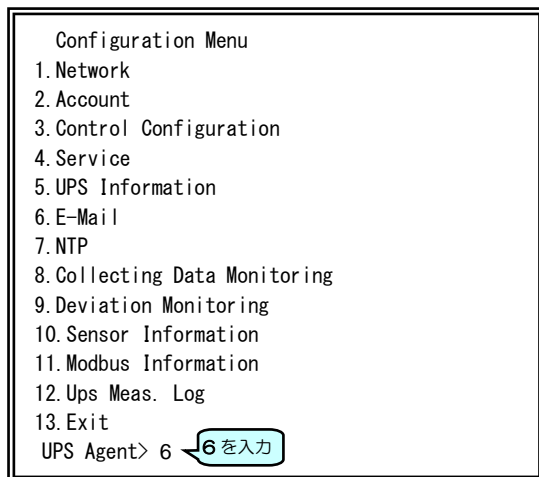 Configuration Menu
1.Network
2.Account
3.Control Configuration
4.Service
5.UPS Information
6.E-Mail
7.NTP
8.Collecting Data Monitoring
9.Deviation Monitoring
10.Sensor Information
11.Modbus Information
12.Ups Meas. Log
13.Exit
UPS Agent> 6 6を入力